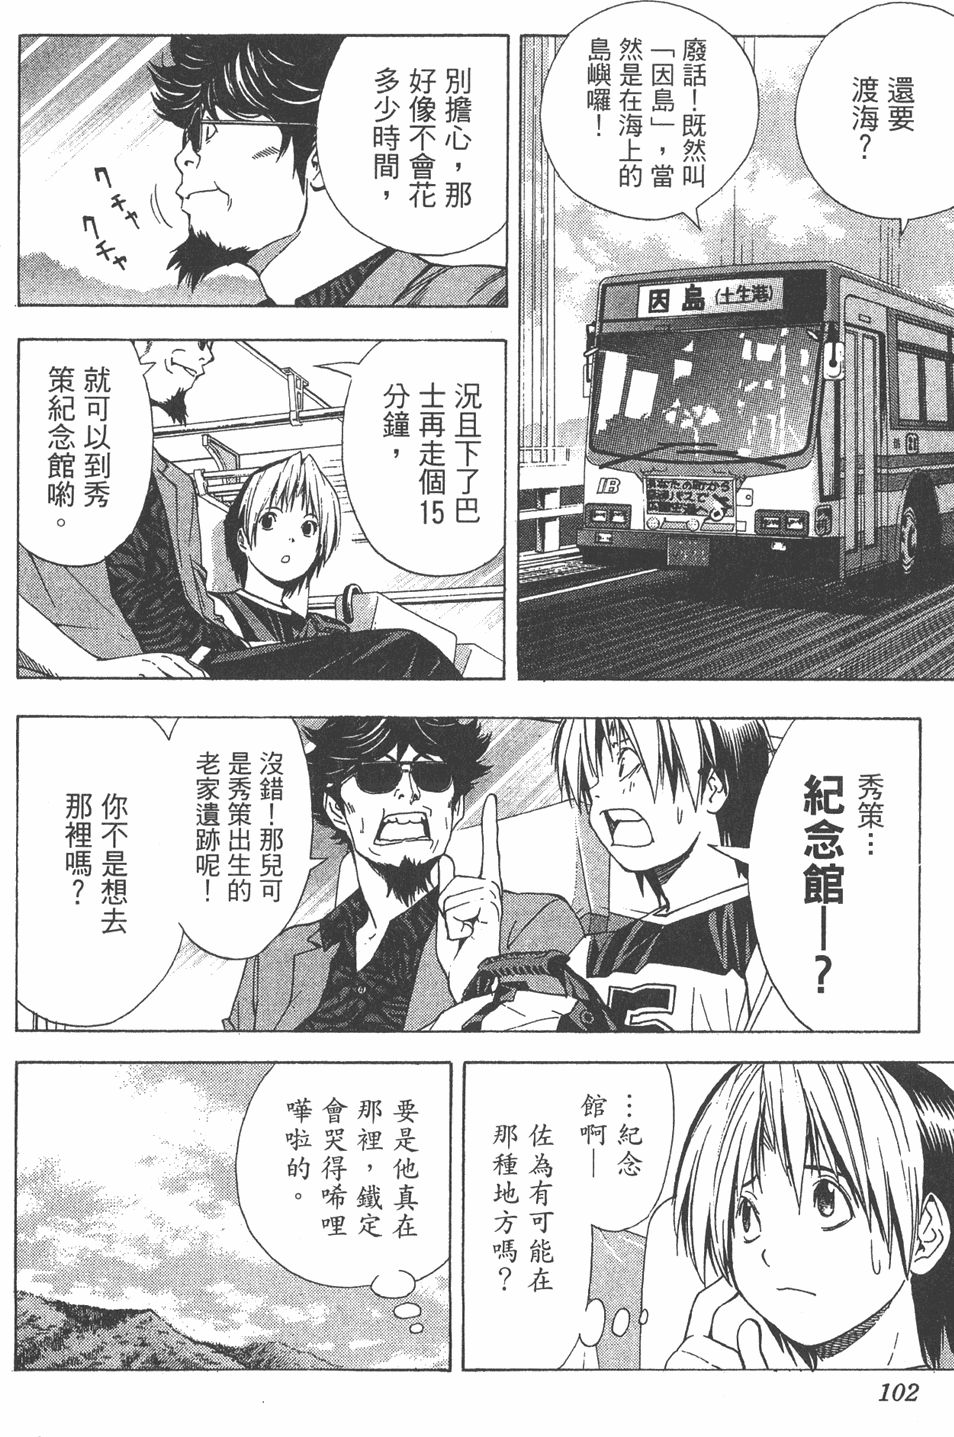 還要
渡海？
廢話！既然叫
「因島」，當
然是在海上的
島嶼囉！
因島（土生港）
別擔心，那
好像不會花
多少時間，
クチャ
クチャ
況且下了巴
士再走個15
分鐘，
就可以到秀
策紀念館喲。
秀策…
紀念館—？
沒錯！那兒可
是秀策出生的
老家遺跡呢！
你不是想去
那裡嗎？
5
…紀念
館啊—
佐為有可能在
那種地方嗎？
要是他真在
那裡，鐵定
會哭得唏哩
嘩啦的。
102